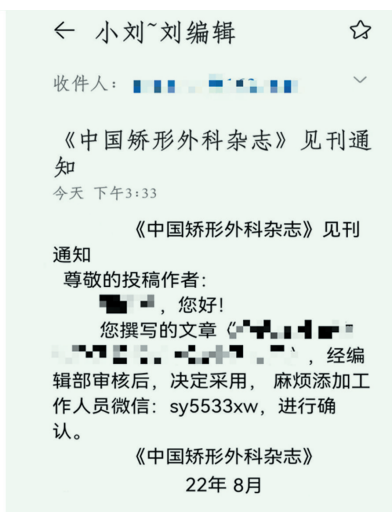 小刘~刘编辑
收件人：
《中国矫形外科杂志》见刊通
知
今天 下午3:33
《中国矫形外科杂志》见刊
通知
尊敬的投稿作者：
，您好！
您撰写的文章《
》，经编
辑部审核后，决定采用， 麻烦添加工
作人员微信：sy5533xw，进行确
认。
《中国矫形外科杂志》
22年 8月